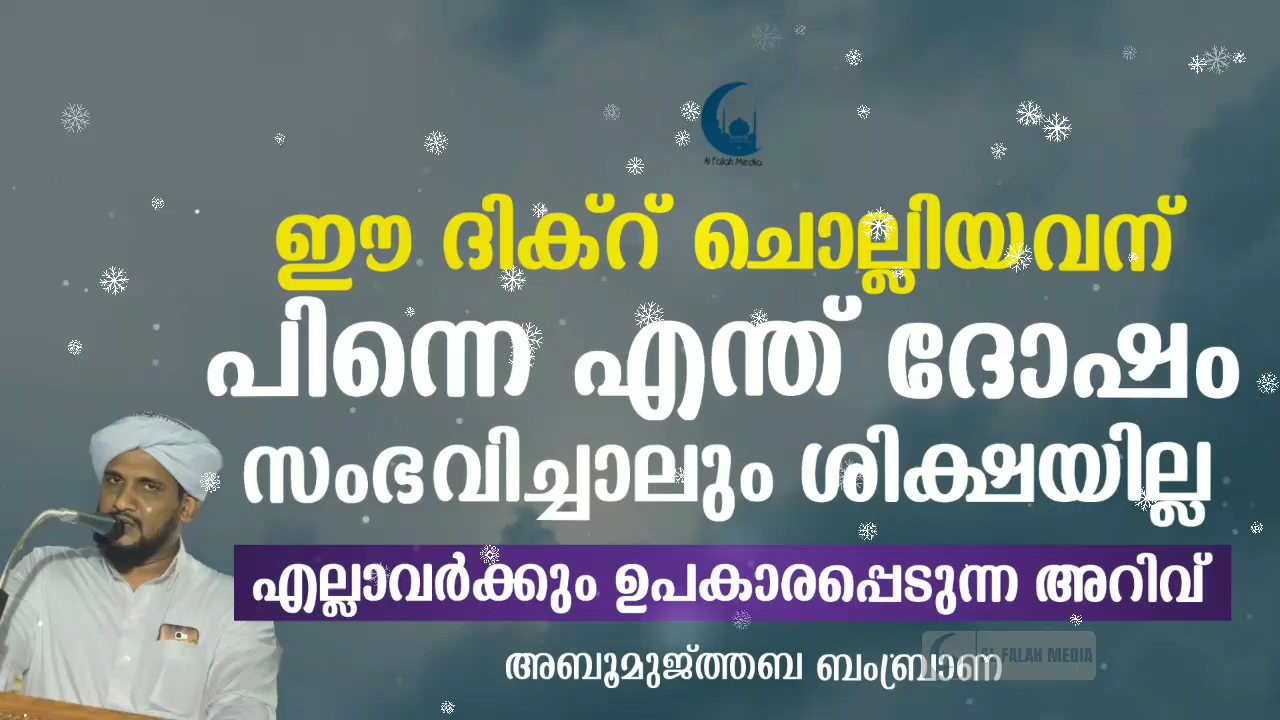 Al Falah Media
ഈ ദിക്റ് ചൊല്ലിയവന്
പിന്നെ എന്ത് ദോഷം
സംഭവിച്ചാലും ശിക്ഷയില്ല
എല്ലാവർക്കും ഉപകാരപ്പെടുന്ന അറിവ്
അബൂമുജ്ത്തബ ബംബ്രാണ
AL FALAH MEDIA